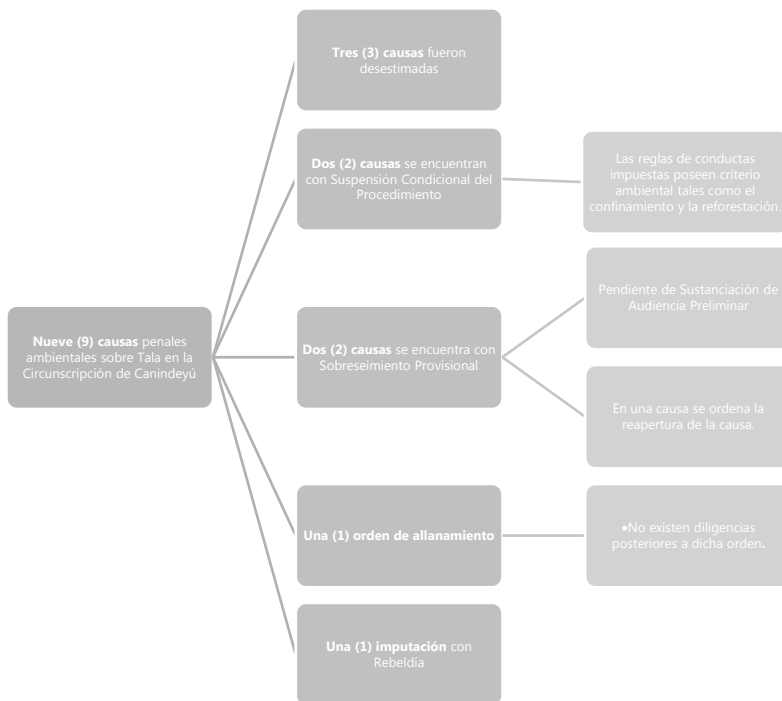 Nueve (9) causas penales
ambientales sobre Tala en la
Circunscripción de Canindeyú
Tres (3) causas fueron
desestimadas
Dos (2) causas se encuentran
con Suspensión Condicional del
Procedimiento
Las reglas de conductas
impuestas poseen criterio
ambiental tales como el
confinamiento y la reforestación.
Dos (2) causas se encuentra con
Sobreseimiento Provisional
Pendiente de Sustanciación de
Audiencia Preliminar
En una causa se ordena la
reapertura de la causa.
Una (1) orden de allanamiento
•No existen diligencias
posteriores a dicha orden.
Una (1) imputación con
Rebeldía